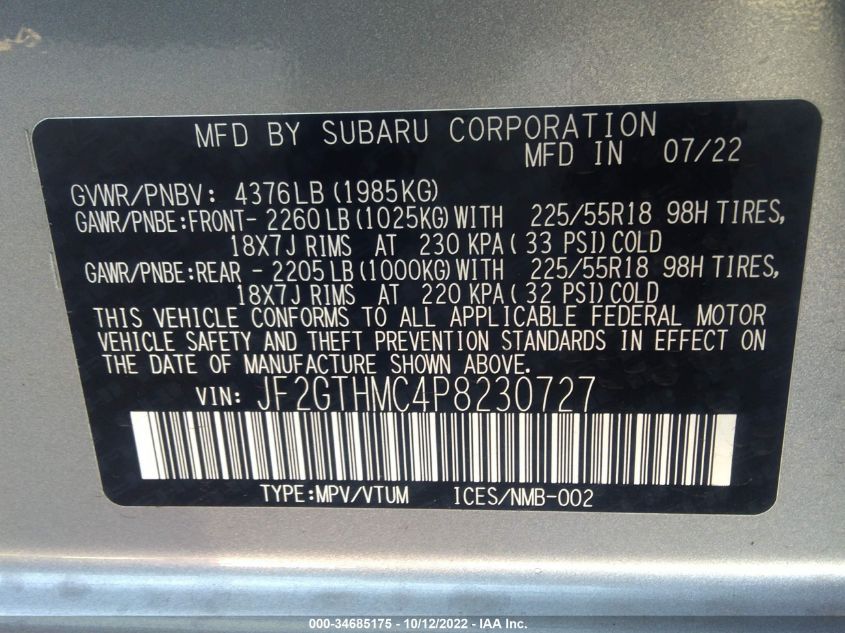 MFD BY SUBARU CORPORATION
MFD IN 07/22
GVWR/PNBV: 4376LB(1985KG)
GAWR/PNBE:FRONT- 2260LB(1025KG)WITH 225/55R18 98H TIRES,
18X7J RIMS AT 230 KPA( 33 PSI)COLD
GAWR/PNBE:REAR - 2205LB(1000KG)WITH 225/55R18 98H TIRES,
18X7J RIMS AT 220 KPA( 32 PSI)COLD
THIS VEHICLE CONFORMS TO ALL APPLICABLE FEDERAL MOTOR
VEHICLE SAFETY AND THEFT PREVENTION STANDARDS IN EFFECT ON
THE DATE OF MANUFACTURE SHOWN ABOVE.
VIN: JF2GTHMC4P8230727
TYPE:MPV/VTUM ICES/NMB-002
000-34685175 - 10/12/2022 - IAA Inc.